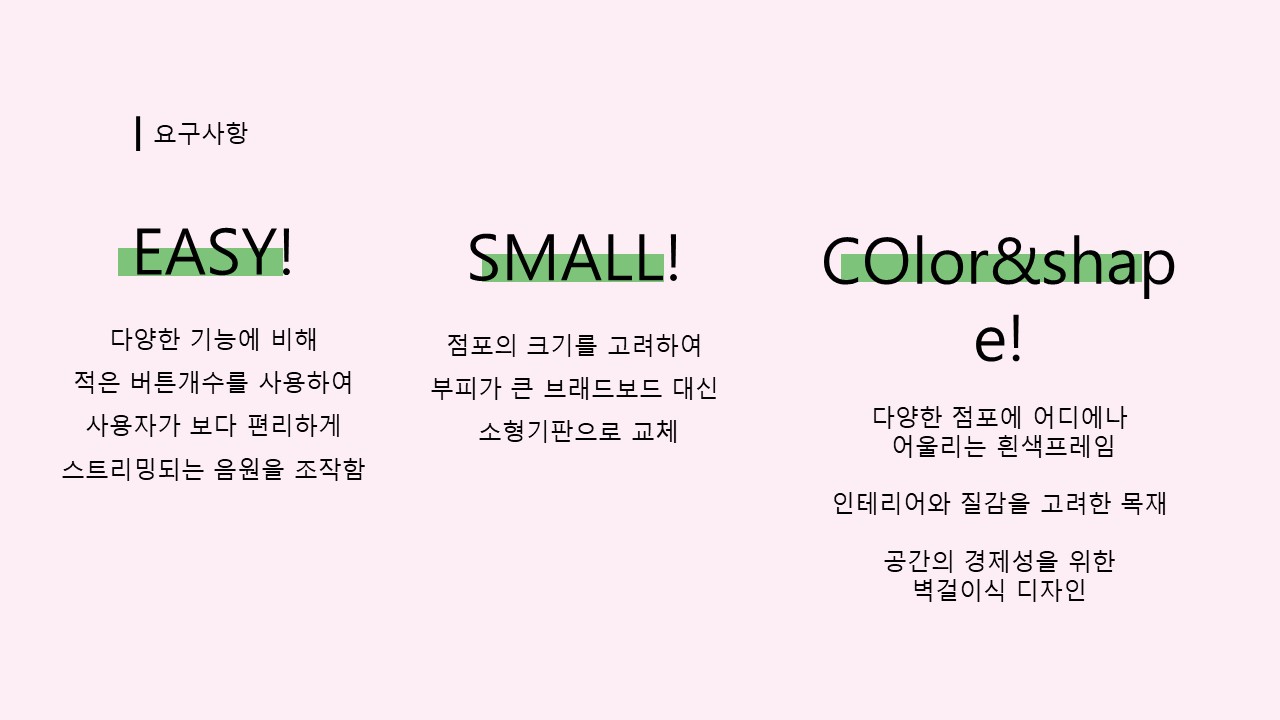 요구사항
EASY!
다양한 기능에 비해
적은 버튼개수를 사용하여
사용자가 보다 편리하게
스트리밍되는 음원을 조작함
SMALL!
점포의 크기를 고려하여
부피가 큰 브래드보드 대신
소형기판으로 교체
COlor&shap
e!
다양한 점포에 어디에나
어울리는 흰색프레임
인테리어와 질감을 고려한 목재
공간의 경제성을 위한
벽걸이식 디자인